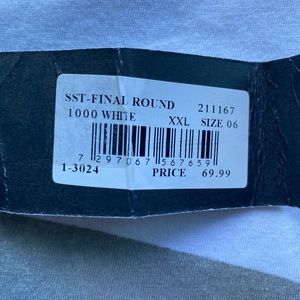 SST-FINAL ROUND 211167
1000 WHITE XXL SIZE 06
7 297067 567659
1-3024 PRICE 69.99